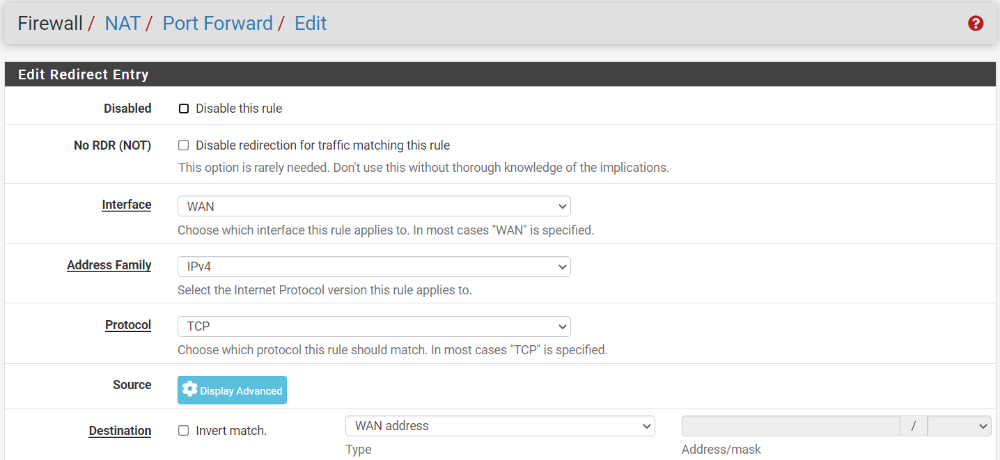 Firewall / NAT / Port Forward / Edit
Edit Redirect Entry
Disabled Disable this rule
No RDR (NOT) Disable redirection for traffic matching this rule
This option is rarely needed. Don't use this without thorough knowledge of the implications.
Interface WAN
Choose which interface this rule applies to. In most cases "WAN" is specified.
Address Family IPv4
Select the Internet Protocol version this rule applies to.
Protocol TCP
Choose which protocol this rule should match. In most cases "TCP" is specified.
Source Display Advanced
Destination Invert match. WAN address /
Type Address/mask